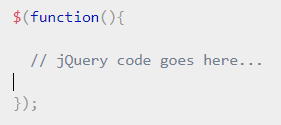 $(function(){
// jQuery code goes here...
});